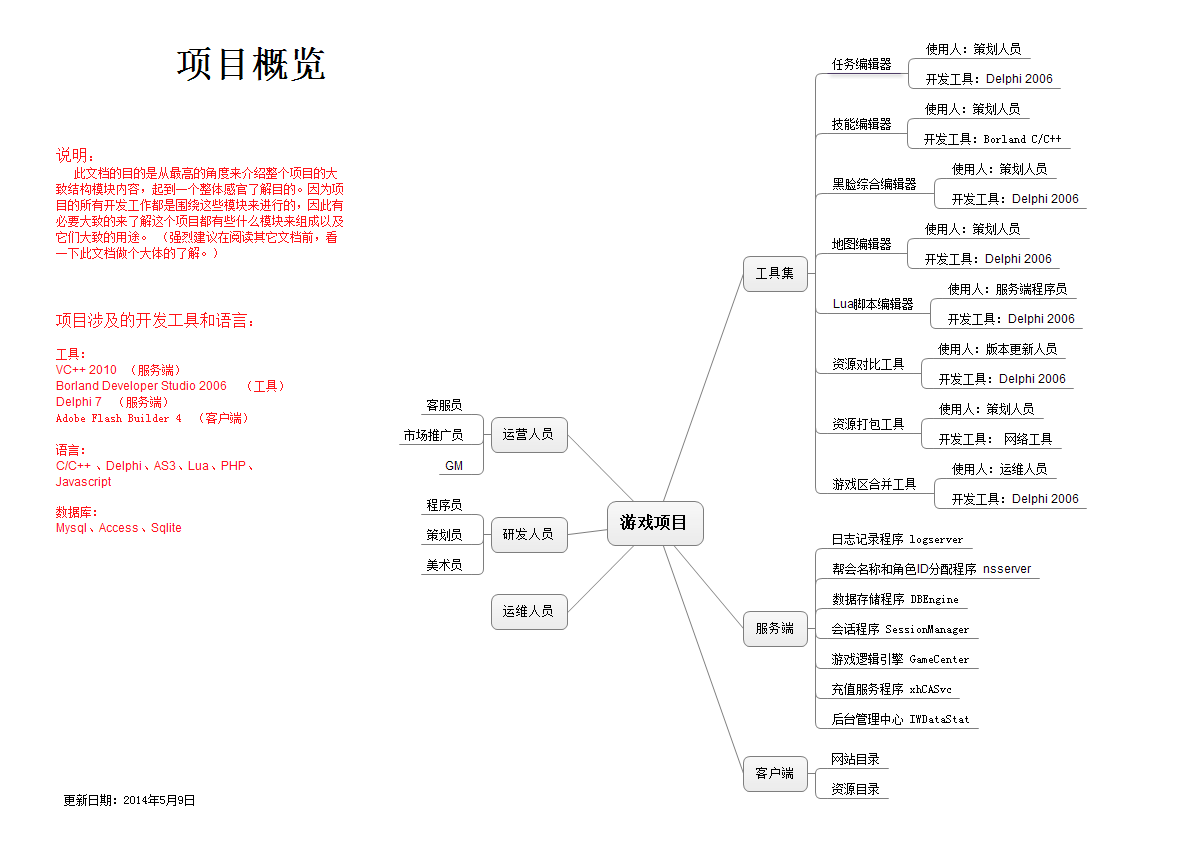 项目概览
说明：
此文档的目的是从最高的角度来介绍整个项目的大
致结构模块内容，起到一个整体感官了解目的。因为项
目的所有开发工作都是围绕这些模块来进行的，因此有
必要大致的来了解这个项目都有些什么模块来组成以及
它们大致的用途。（强烈建议在阅读其它文档前，看
一下此文档做个大体的了解。）
项目涉及的开发工具和语言：
工具：
VC++ 2010 （服务端）
Borland Developer Studio 2006 （工具）
Delphi 7 （服务端）
Adobe Flash Builder 4 （客户端）
语言：
C/C++ 、Delphi、AS3、Lua、PHP、
Javascript
数据库：
Mysql、Access、Sqlite
更新日期：2014年5月9日
游戏项目
运营人员
客服员
市场推广员
GM
研发人员
程序员
策划员
美术员
运维人员
工具集
任务编辑器
使用人：策划人员
开发工具：Delphi 2006
技能编辑器
使用人：策划人员
开发工具：Borland C/C++
黑脸综合编辑器
使用人：策划人员
开发工具：Delphi 2006
地图编辑器
使用人：策划人员
开发工具：Delphi 2006
Lua脚本编辑器
使用人：服务端程序员
开发工具：Delphi 2006
资源对比工具
使用人：版本更新人员
开发工具：Delphi 2006
资源打包工具
使用人：策划人员
开发工具： 网络工具
游戏区合并工具
使用人：运维人员
开发工具：Delphi 2006
服务端
日志记录程序 logserver
帮会名称和角色ID分配程序 nsserver
数据存储程序 DBEngine
会话程序 SessionManager
游戏逻辑引擎 GameCenter
充值服务程序 xhCASvc
后台管理中心 IWDataStat
客户端
网站目录
资源目录